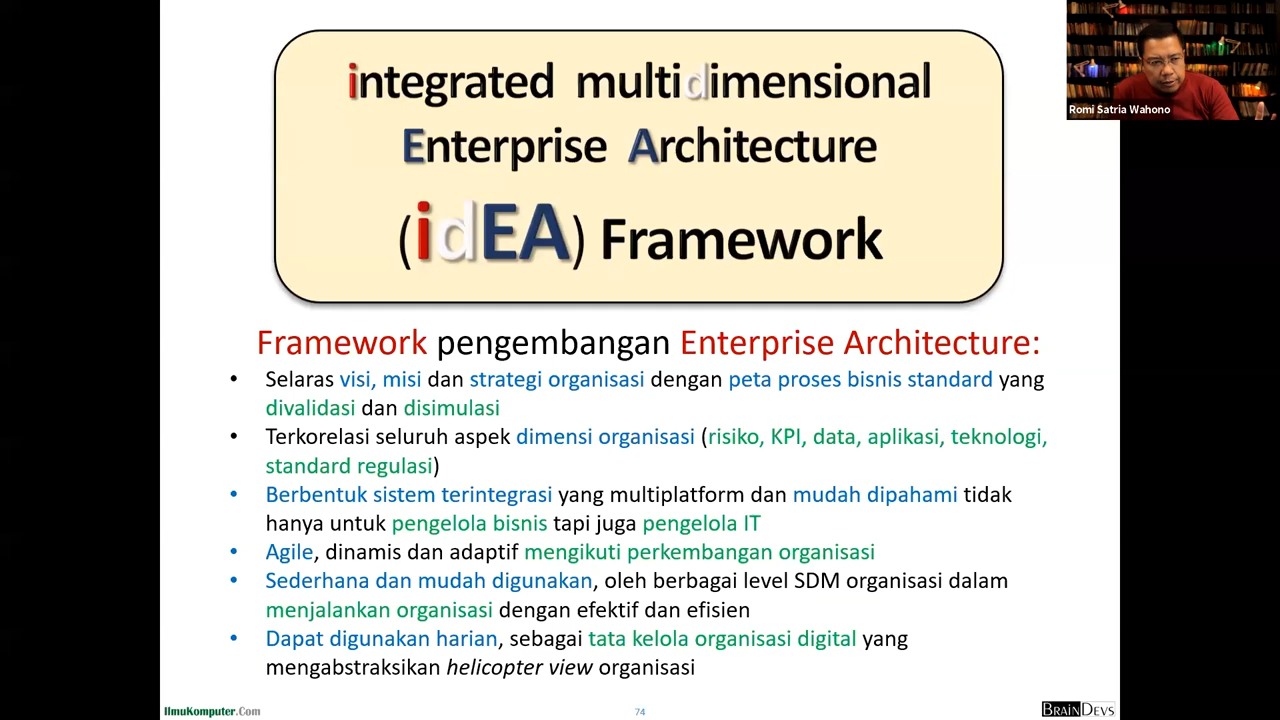 integrated multidimensional
Enterprise Architecture
(idEA) Framework
Romi Satria Wahono
Framework pengembangan Enterprise Architecture:
• Selaras visi, misi dan strategi organisasi dengan peta proses bisnis standard yang
divalidasi dan disimulasi
• Terkorelasi seluruh aspek dimensi organisasi (risiko, KPI, data, aplikasi, teknologi,
standard regulasi)
• Berbentuk sistem terintegrasi yang multiplatform dan mudah dipahami tidak
hanya untuk pengelola bisnis tapi juga pengelola IT
• Agile, dinamis dan adaptif mengikuti perkembangan organisasi
• Sederhana dan mudah digunakan, oleh berbagai level SDM organisasi dalam
menjalankan organisasi dengan efektif dan efisien
• Dapat digunakan harian, sebagai tata kelola organisasi digital yang
mengabstraksikan helicopter view organisasi
IlmuKomputer.Com
74
BRAINDEVS